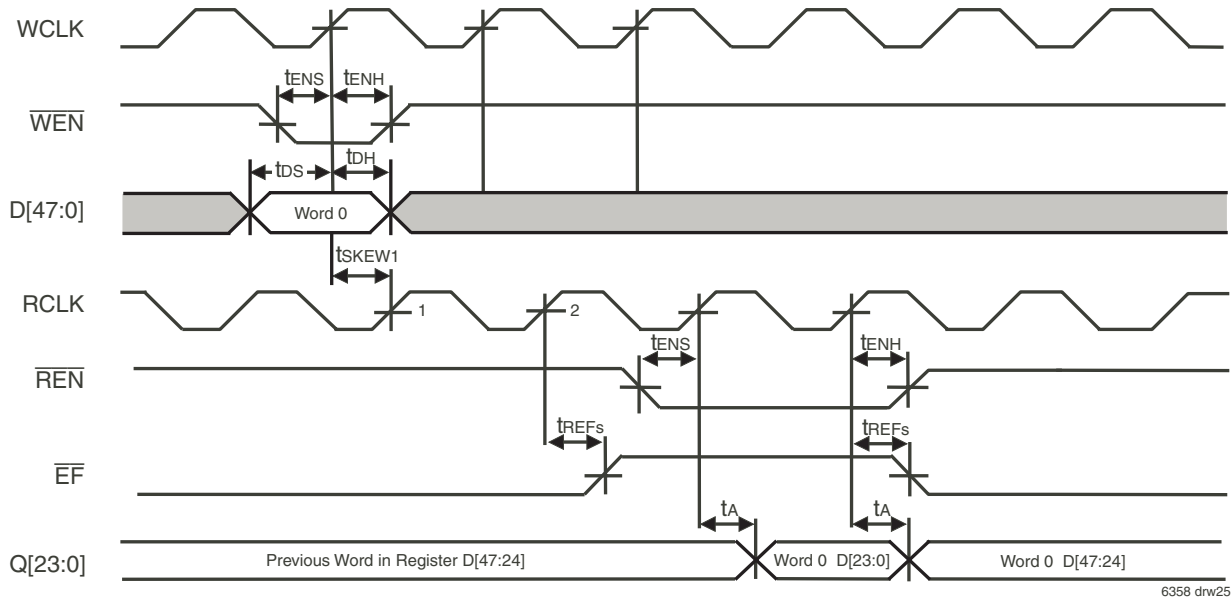 WCLK
tENS tENH
WEN
tDS tDH
D[47:0] Word 0
tSKEW1
RCLK 1 2
tENS tENH
REN
tREFs tREFs
EF
tA tA
Q[23:0] Previous Word in Register D[47:24] Word 0 D[23:0] Word 0 D[47:24]
6358 drw25